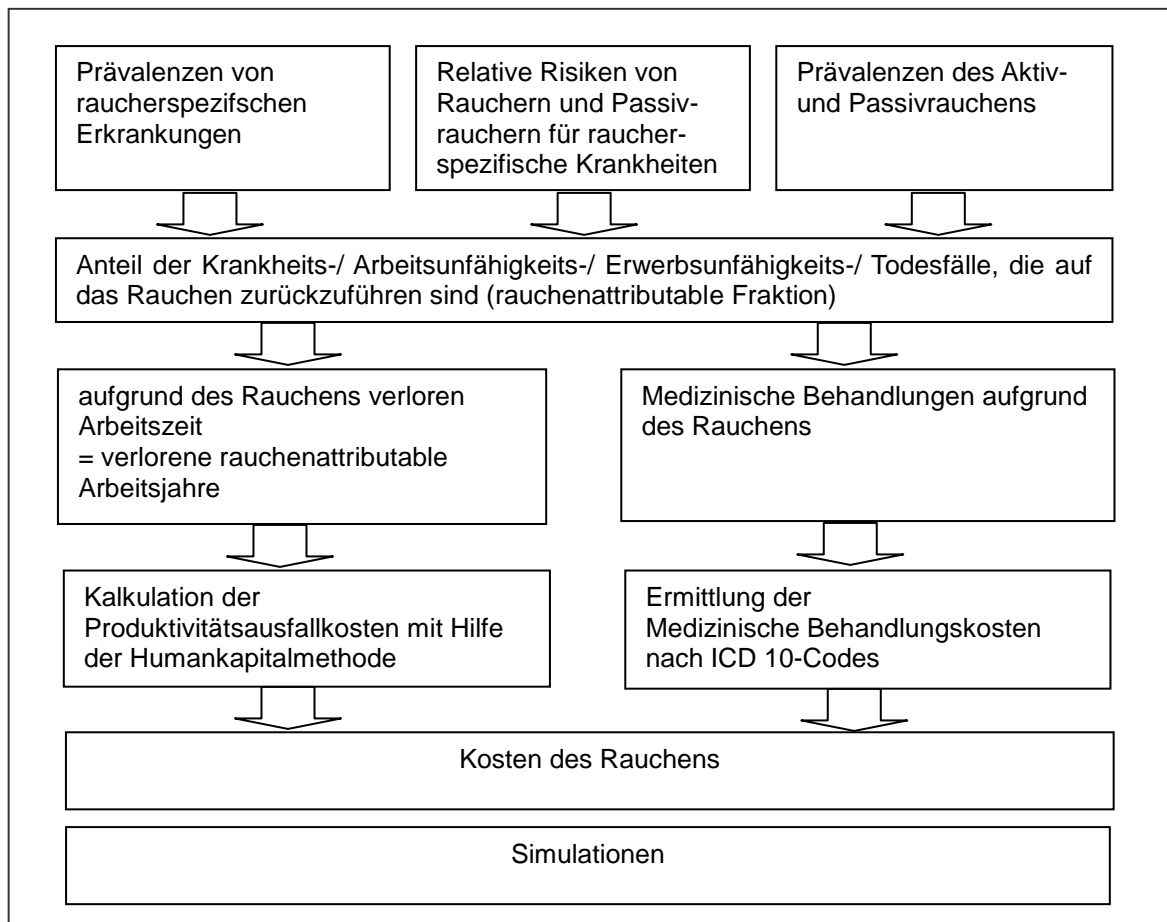 Prävalenzen von
raucherspezifschen
Erkrankungen
Relative Risiken von
Rauchern und Passiv-
rauchern für raucher-
spezifische Krankheiten
Prävalenzen des Aktiv-
und Passivrauchens
Anteil der Krankheits-/ Arbeitsunfähigkeits-/ Erwerbsunfähigkeits-/ Todesfälle, die auf
das Rauchen zurückzuführen sind (rauchenattributable Fraktion)
aufgrund des Rauchens verloren
Arbeitszeit
= verlorene rauchenattributable
Arbeitsjahre
Medizinische Behandlungen aufgrund
des Rauchens
Kalkulation der
Produktivitätsausfallkosten mit Hilfe
der Humankapitalmethode
Ermittlung der
Medizinische Behandlungskosten
nach ICD 10-Codes
Kosten des Rauchens
Simulationen